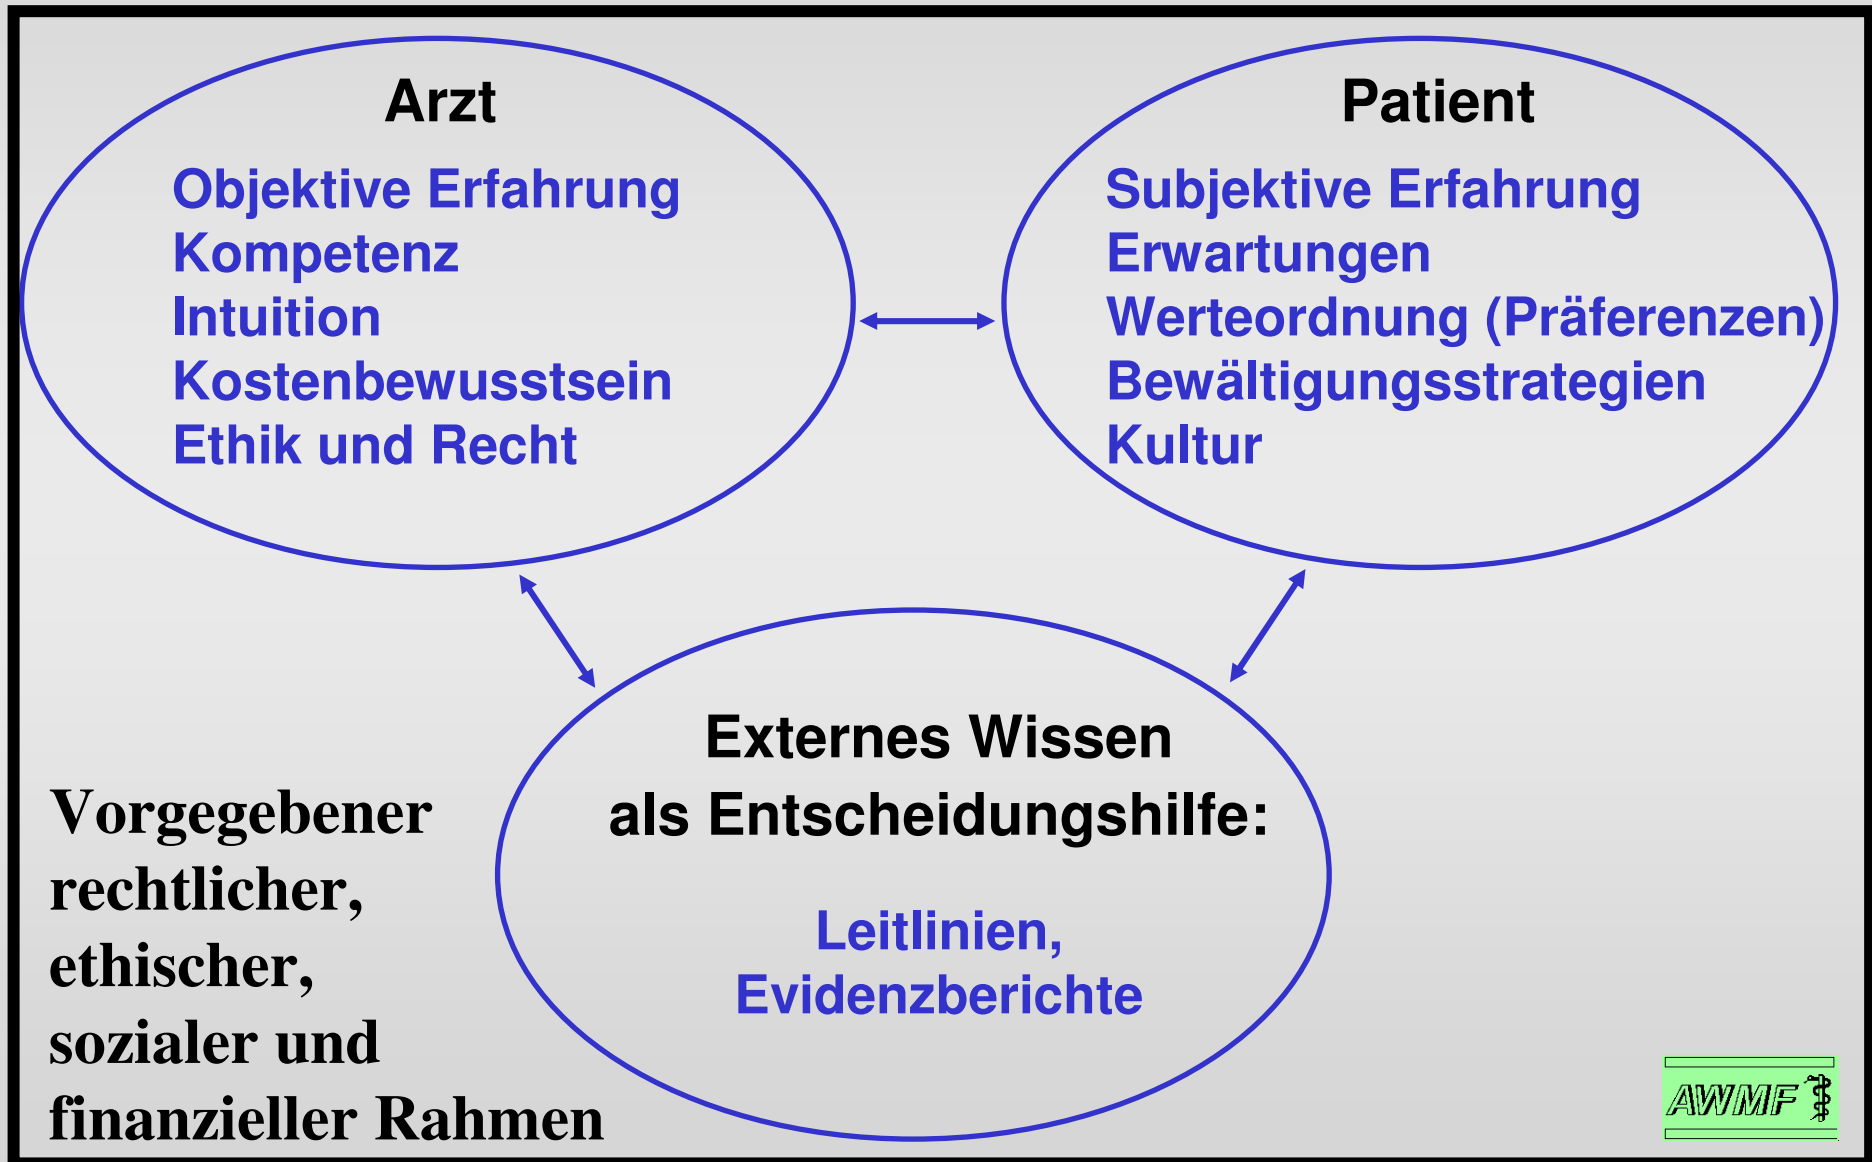 Arzt
Objektive Erfahrung
Kompetenz
Intuition
Kostenbewusstsein
Ethik und Recht
Patient
Subjektive Erfahrung
Erwartungen
Werteordnung (Präferenzen)
Bewältigungsstrategien
Kultur
Externes Wissen
als Entscheidungshilfe:
Leitlinien,
Evidenzberichte
Vorgegebener
rechtlicher,
ethischer,
sozialer und
finanzieller Rahmen
AWMF